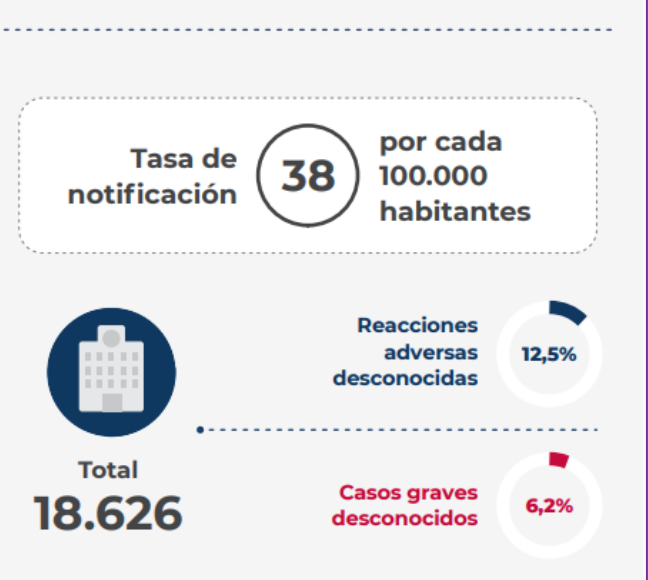 Tasa de
notificación
38
por cada
100.000
habitantes
Reacciones
adversas
desconocidas
12,5%
Total
18.626
Casos graves
desconocidos
6,2%